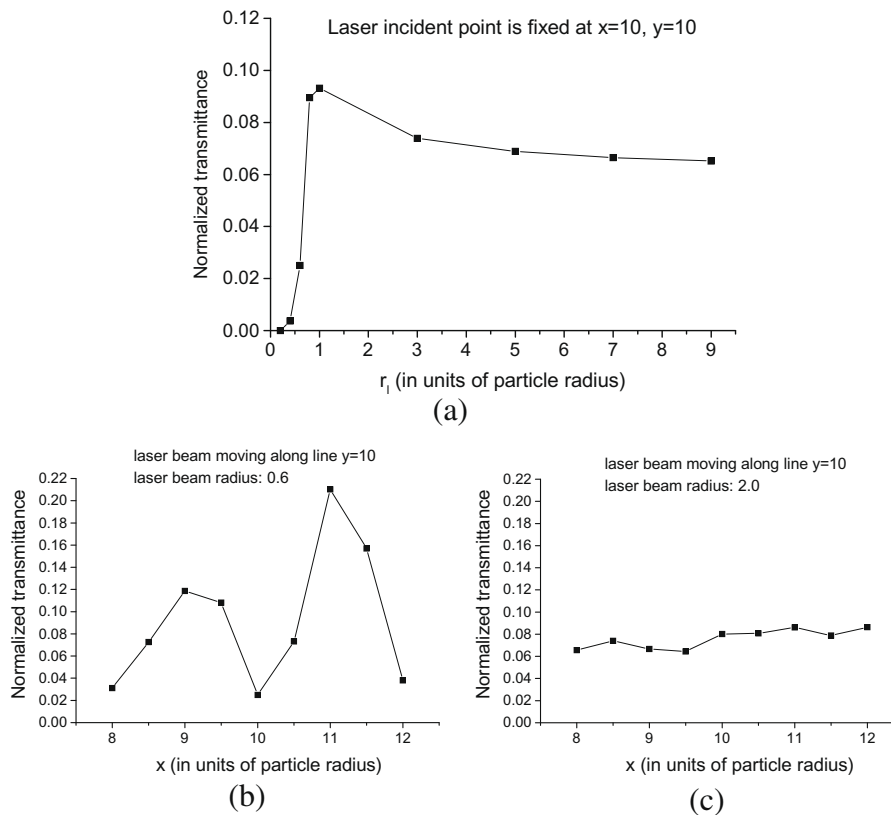 Laser incident point is fixed at x=10, y=10
Normalized transmittance
0.12
0.10
0.08
0.06
0.04
0.02
0.00
0 1 2 3 4 5 6 7 8 9
r_l (in units of particle radius)
(a)
laser beam moving along line y=10
laser beam radius: 0.6
Normalized transmittance
0.22
0.20
0.18
0.16
0.14
0.12
0.10
0.08
0.06
0.04
0.02
0.00
8 9 10 11 12
x (in units of particle radius)
(b)
laser beam moving along line y=10
laser beam radius: 2.0
Normalized transmittance
0.22
0.20
0.18
0.16
0.14
0.12
0.10
0.08
0.06
0.04
0.02
0.00
8 9 10 11 12
x (in units of particle radius)
(c)